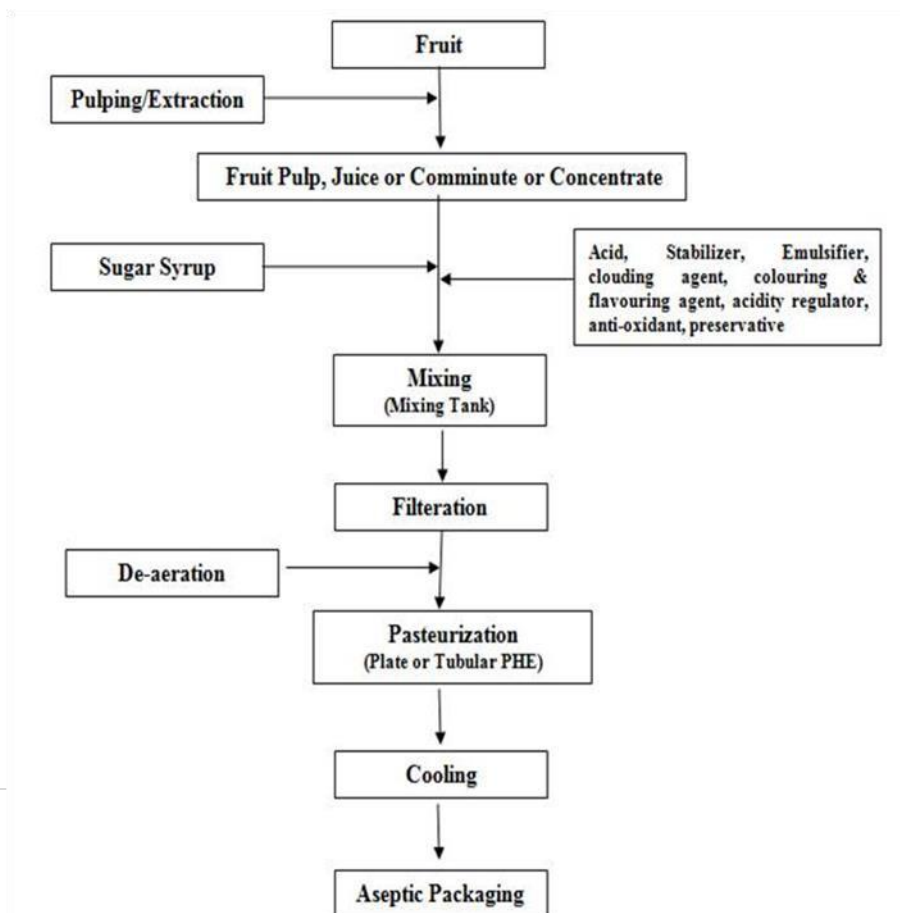 Fruit
Pulping/Extraction
Fruit Pulp, Juice or Comminute or Concentrate
Sugar Syrup
Acid, Stabilizer, Emulsifier,
clouding agent, colouring &
flavouring agent, acidity regulator,
anti-oxidant, preservative
Mixing
(Mixing Tank)
Filteration
De-aeration
Pasteurization
(Plate or Tubular PHE)
Cooling
Aseptic Packaging